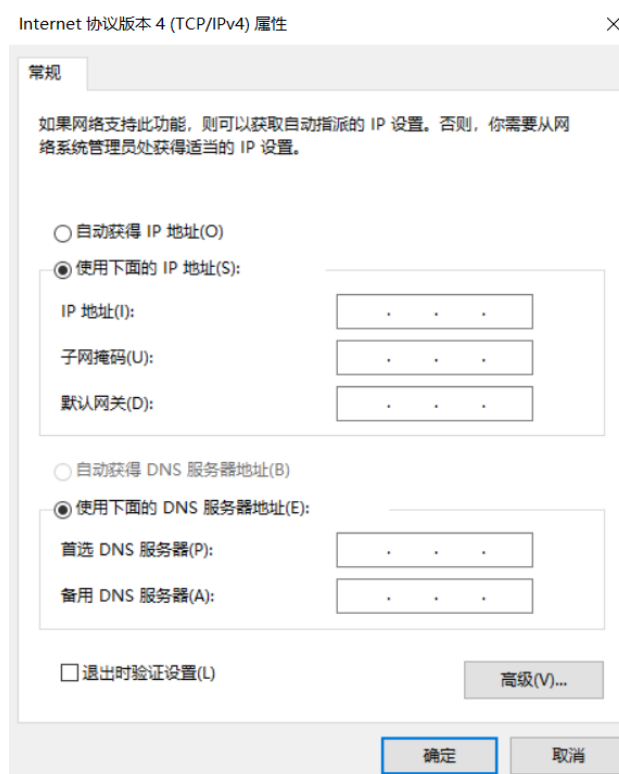 Internet 协议版本 4 (TCP/IPv4) 属性
常规
如果网络支持此功能，则可以获取自动指派的 IP 设置。否则，你需要从网
络系统管理员处获得适当的 IP 设置。
自动获得 IP 地址(O)
使用下面的 IP 地址(S):
IP 地址(I):
子网掩码(U):
默认网关(D):
自动获得 DNS 服务器地址(B)
使用下面的 DNS 服务器地址(E):
首选 DNS 服务器(P):
备用 DNS 服务器(A):
退出时验证设置(L)
高级(V)...
确定
取消